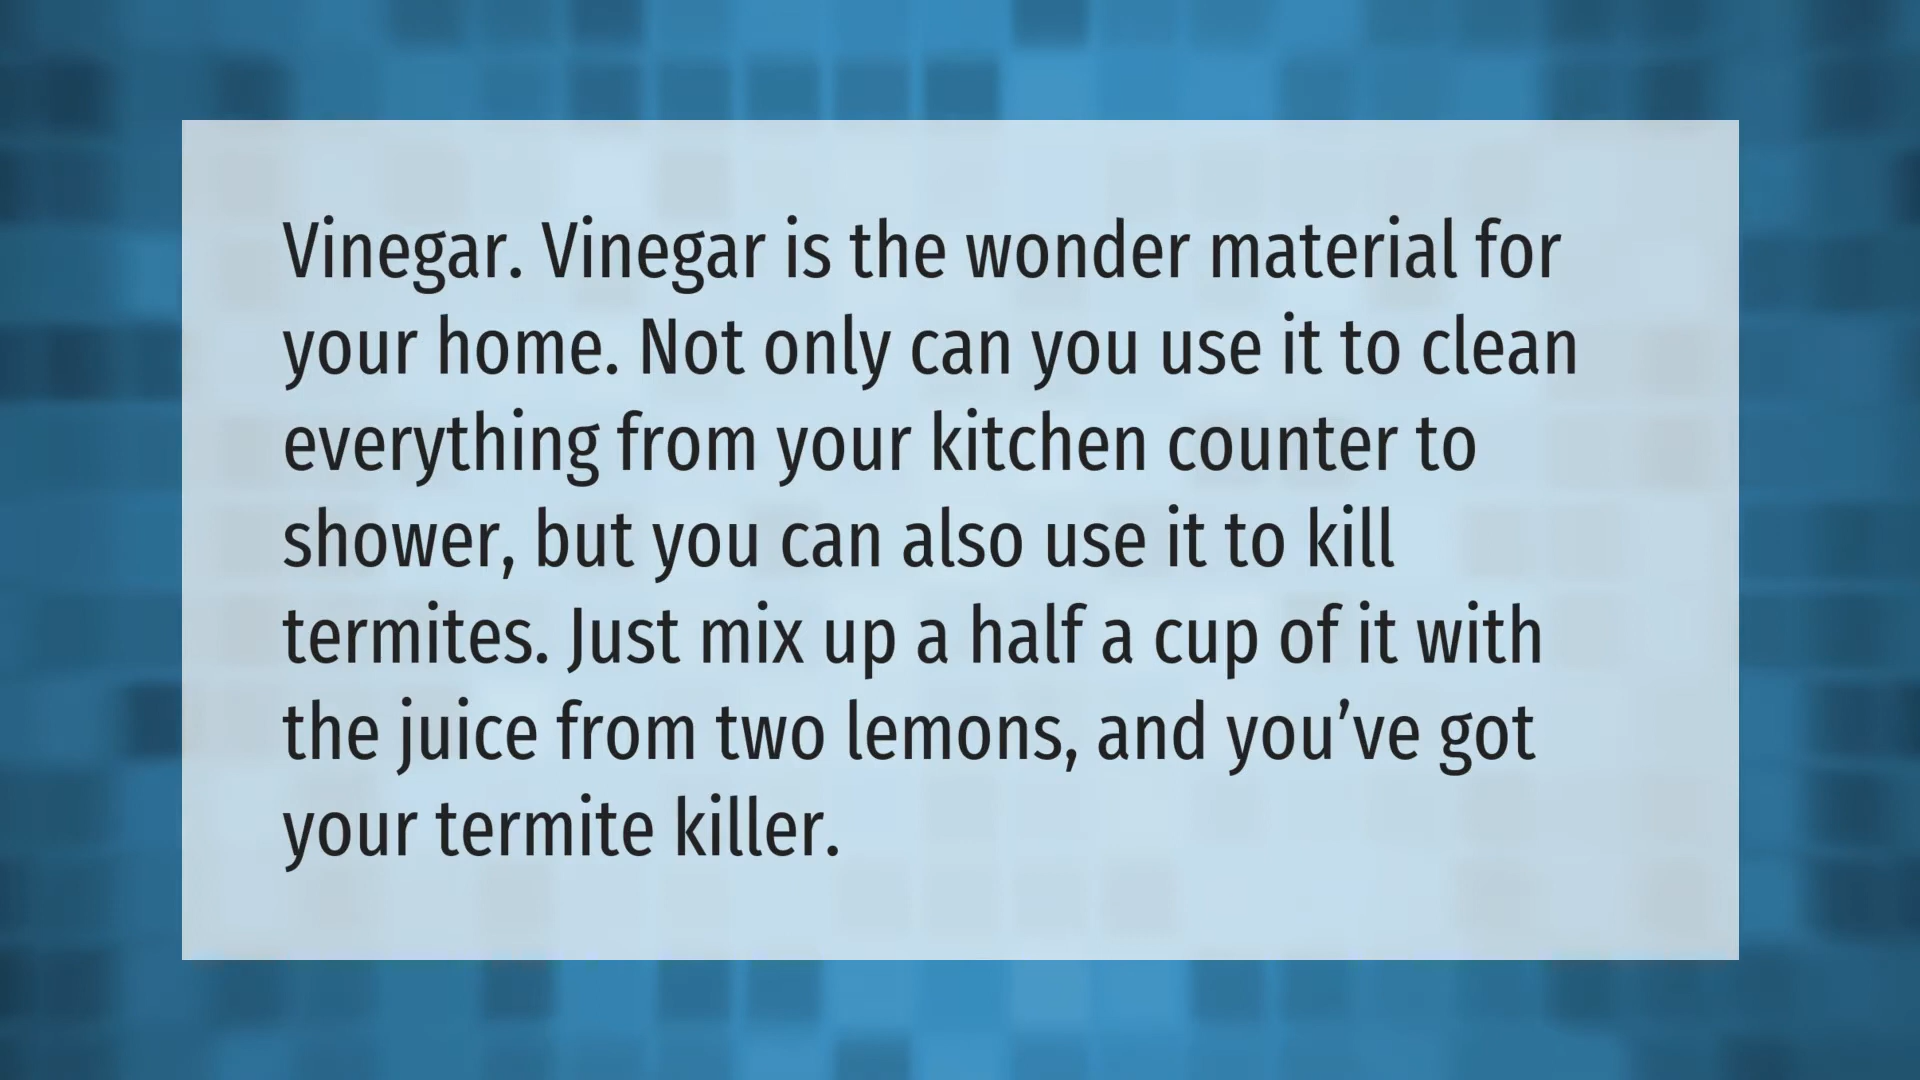 Vinegar. Vinegar is the wonder material for
your home. Not only can you use it to clean
everything from your kitchen counter to
shower, but you can also use it to kill
termites. Just mix up a half a cup of it with
the juice from two lemons, and you’ve got
your termite killer.